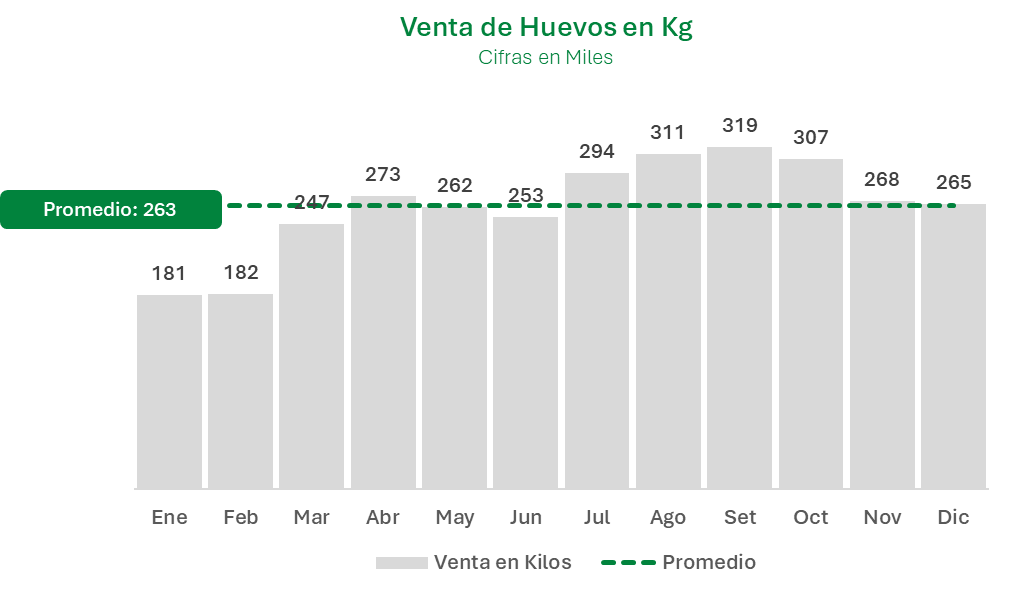 Venta de Huevos en Kg
Cifras en Miles
319
311
307
294
273
268
265
262
253
247
Promedio: 263
181
182
Ene Feb Mar Abr May Jun Jul Ago Set Oct Nov Dic
Venta en Kilos Promedio